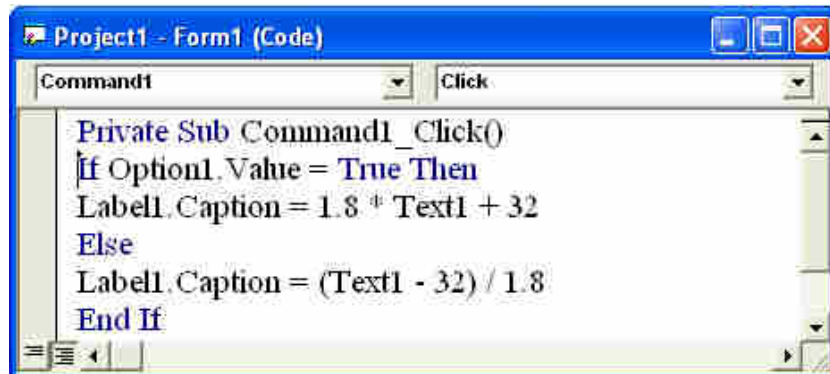 Project1 - Form1 (Code)
Command1 Click
Private Sub Command1_Click()
If Option1.Value = True Then
Label1.Caption = 1.8 * Text1 + 32
Else
Label1.Caption = (Text1 - 32) / 1.8
End If